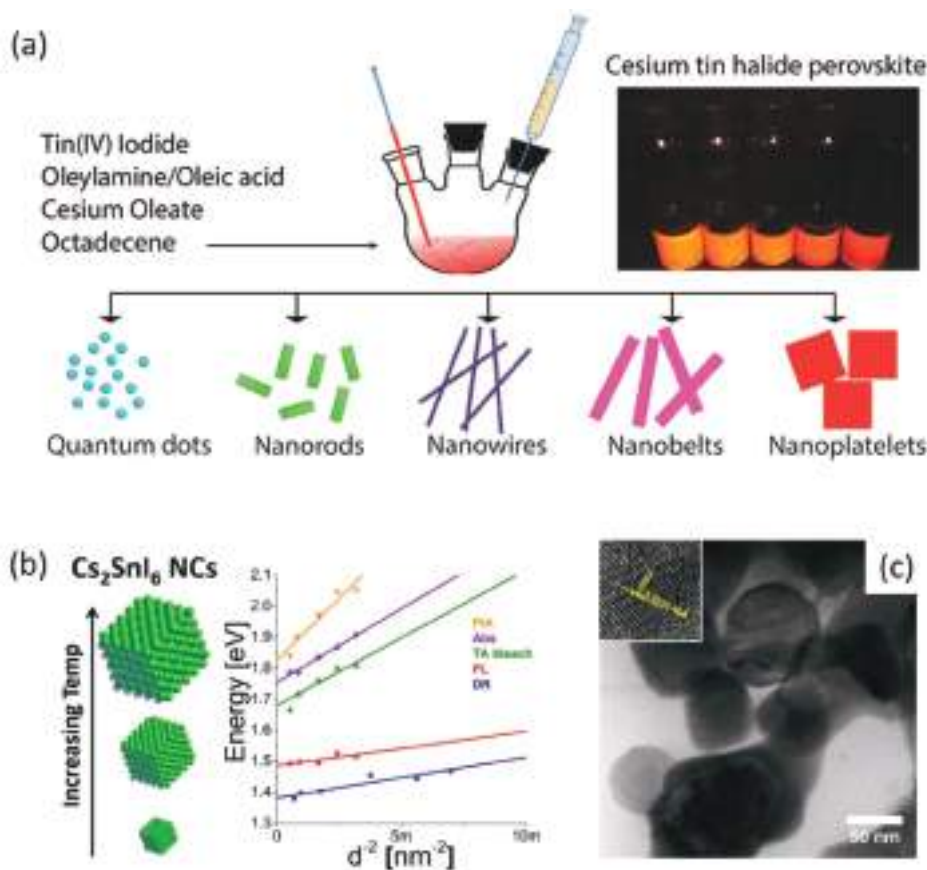 (a)
Cesium tin halide perovskite
Tin(IV) Iodide
Oleylamine/Oleic acid
Cesium Oleate
Octadecene
Quantum dots
Nanorods
Nanowires
Nanobelts
Nanoplatelets
(b)
Cs₂SnI₆ NCs
Increasing Temp
Energy [eV]
2.1
2.0
1.9
1.8
1.7
1.6
1.5
1.4
1.3
PIA
Abs
TA bleach
PL
DR
0
5m
10m
d⁻² [nm⁻²]
(c)
50 nm